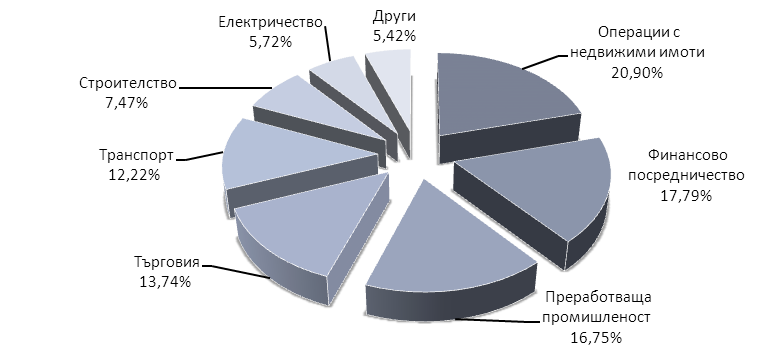 Операции с
недвижими имоти
20,90%
Финансово
посредничество
17,79%
Преработваща
промишленост
16,75%
Търговия
13,74%
Транспорт
12,22%
Строителство
7,47%
Електричество
5,72%
Други
5,42%